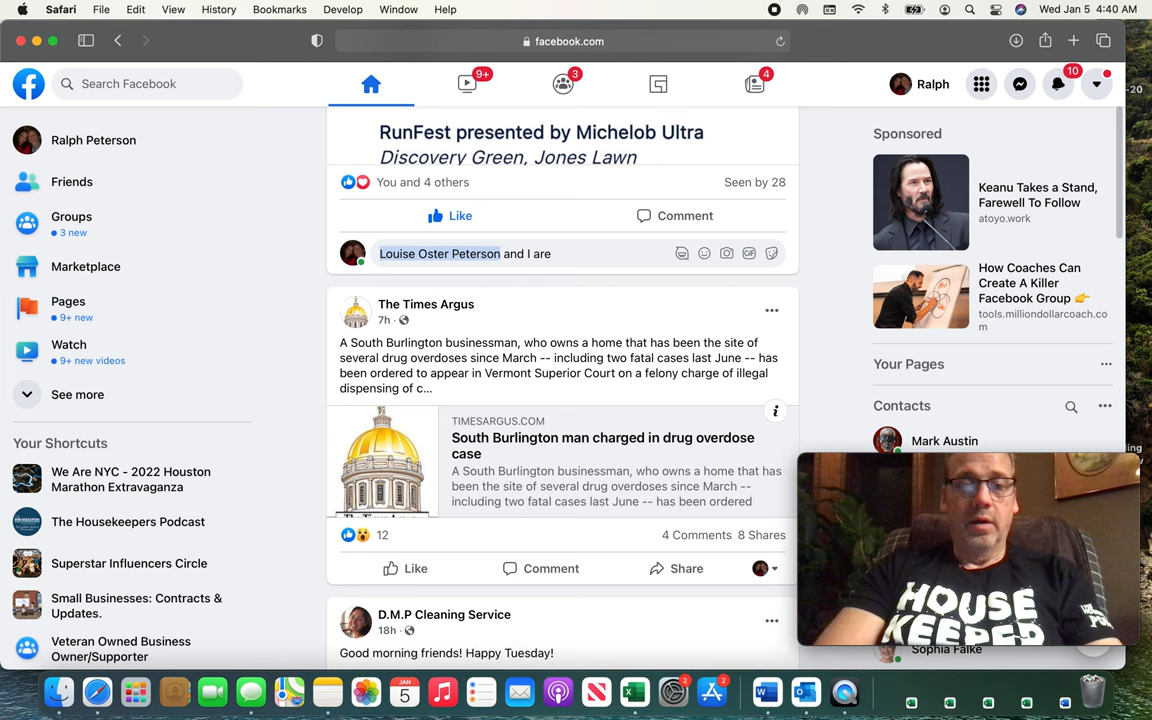 Safari File Edit View History Bookmarks Develop Window Help Wed Jan 5 4:40 AM
facebook.com
Search Facebook 9+ 3 4 Ralph 10
-20
Ralph Peterson
Friends
Groups
3 new
Marketplace
Pages
9+ new
Watch
9+ new videos
See more
Your Shortcuts
We Are NYC - 2022 Houston
Marathon Extravaganza
The Housekeepers Podcast
Superstar Influencers Circle
Small Businesses: Contracts &
Updates.
Veteran Owned Business
Owner/Supporter
RunFest presented by Michelob Ultra
Discovery Green, Jones Lawn
You and 4 others Seen by 28
Like Comment
Louise Oster Peterson and I are
GIF
The Times Argus
7h ·
A South Burlington businessman, who owns a home that has been the site of
several drug overdoses since March -- including two fatal cases last June -- has
been ordered to appear in Vermont Superior Court on a felony charge of illegal
dispensing of c...
TIMESARGUS.COM
South Burlington man charged in drug overdose
case
A South Burlington businessman, who owns a home that has
been the site of several drug overdoses since March --
including two fatal cases last June -- has been ordered
12 4 Comments 8 Shares
Like Comment Share
D.M.P Cleaning Service
18h ·
Good morning friends! Happy Tuesday!
Sponsored
Keanu Takes a Stand,
Farewell To Follow
atoyo.work
How Coaches Can
Create A Killer
Facebook Group 👉
tools.milliondollarcoach.co
m
Your Pages
Contacts
Mark Austin
HOUSE
KEEPER
Sophia Falke
JAN
5
2 2